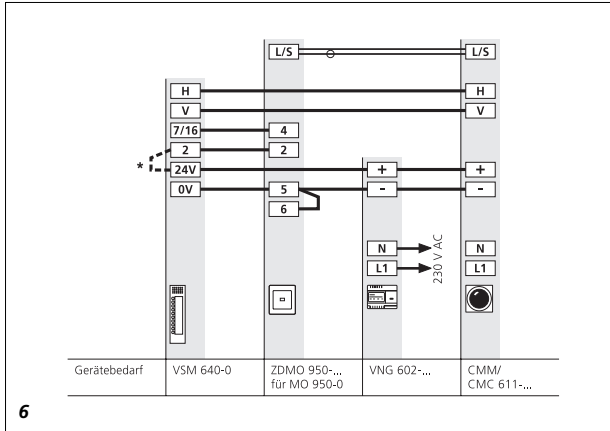 L/S L/S
H H
V V
7/16 4
* 2 2
24V + +
0V 5 - -
6
N N
L1 L1
230 V AC
Gerätebedarf VSM 640-0 ZDMO 950-... VNG 602-... CMM/
für MO 950-0 CMC 611-...
6